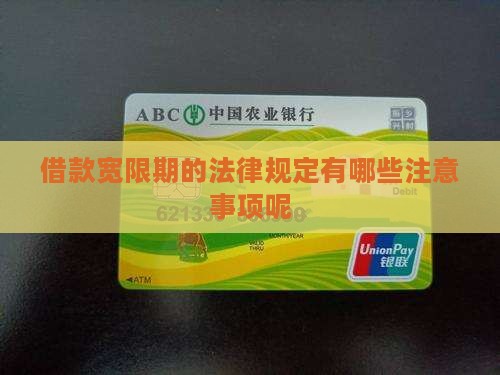 ABC 中国农业银行
借款宽限期的法律规定有哪些注意
事项呢
Debit
MONTH/YEAR
VALID
THRU
◀ATM
UnionPay
银联